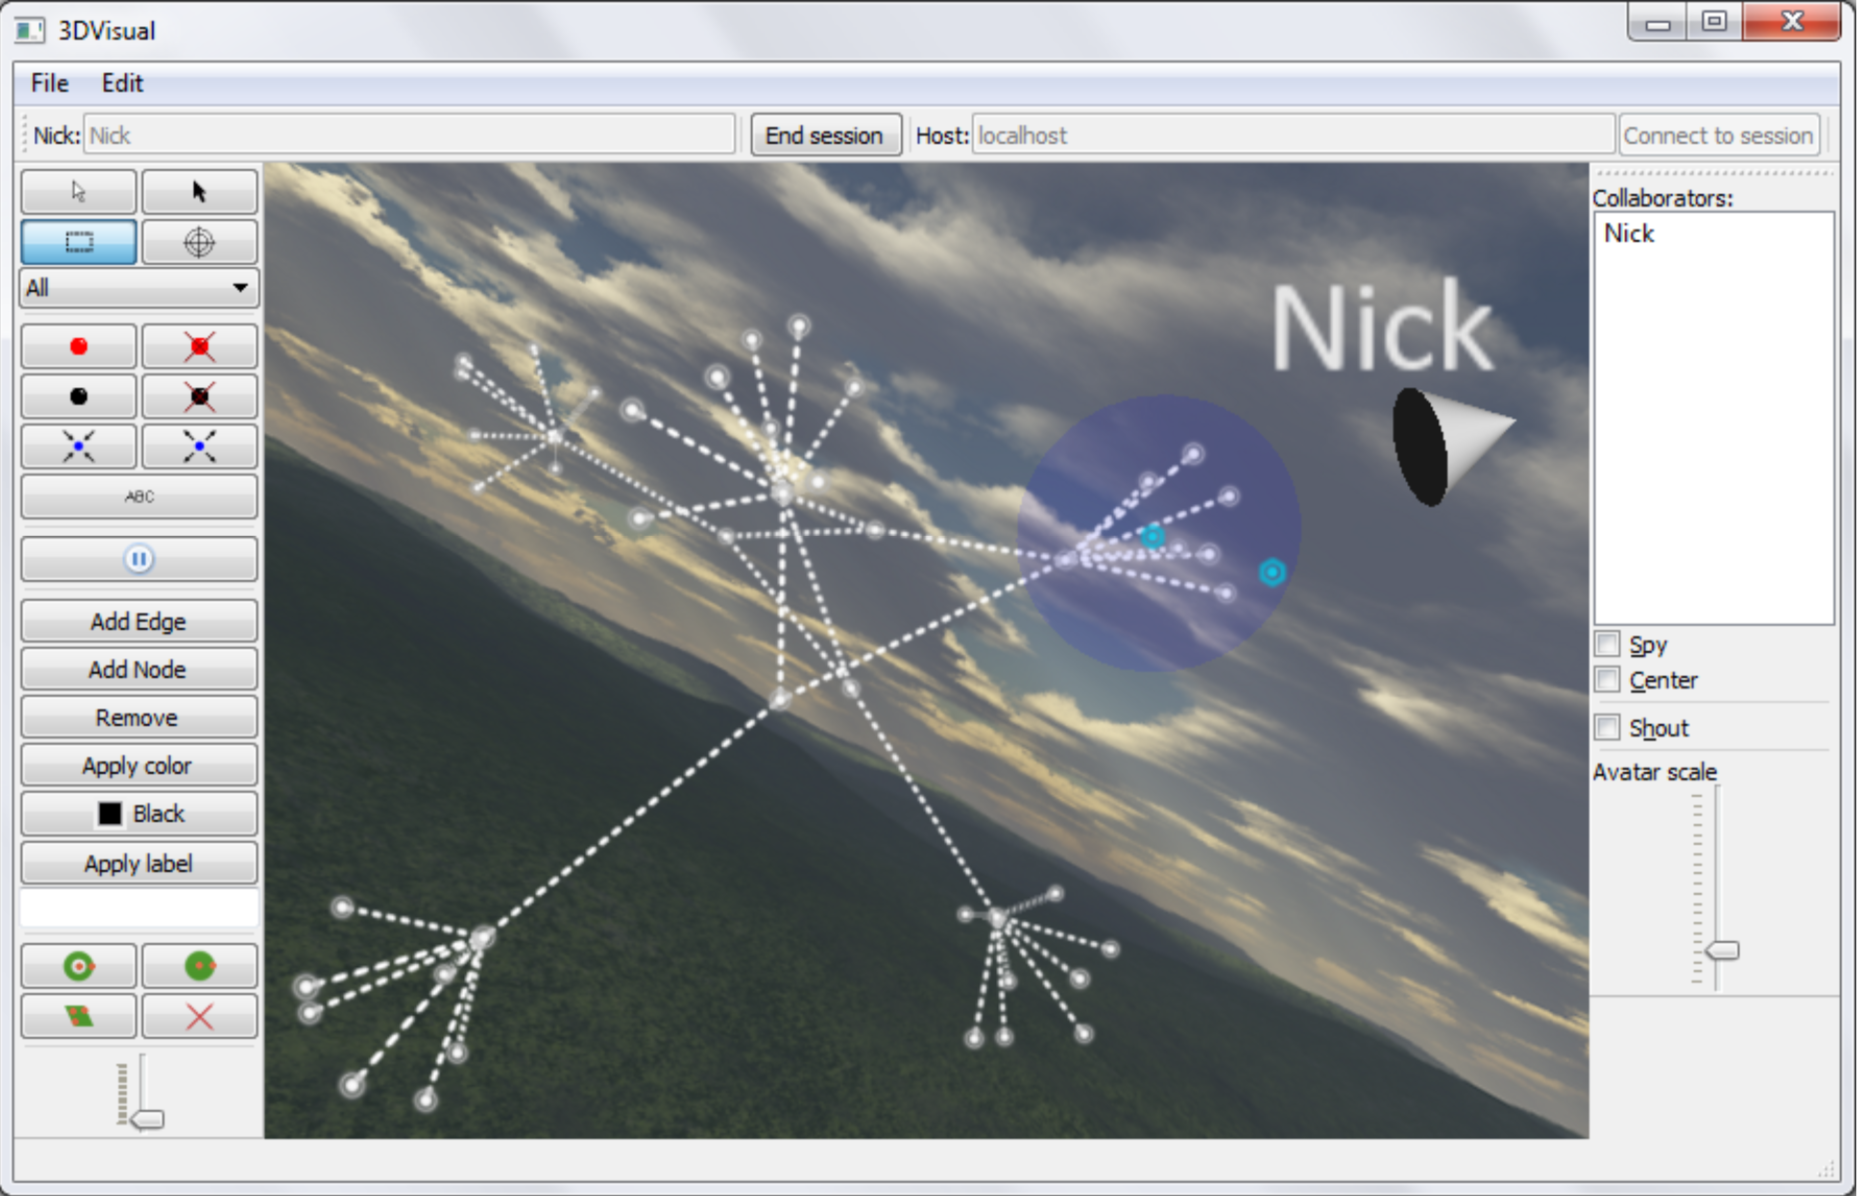 3DVisual
File Edit
Nick: Nick End session Host: localhost Connect to session
All
ABC
Add Edge
Add Node
Remove
Apply color
Black
Apply label
Nick
Collaborators:
Nick
Spy
Center
Shout
Avatar scale